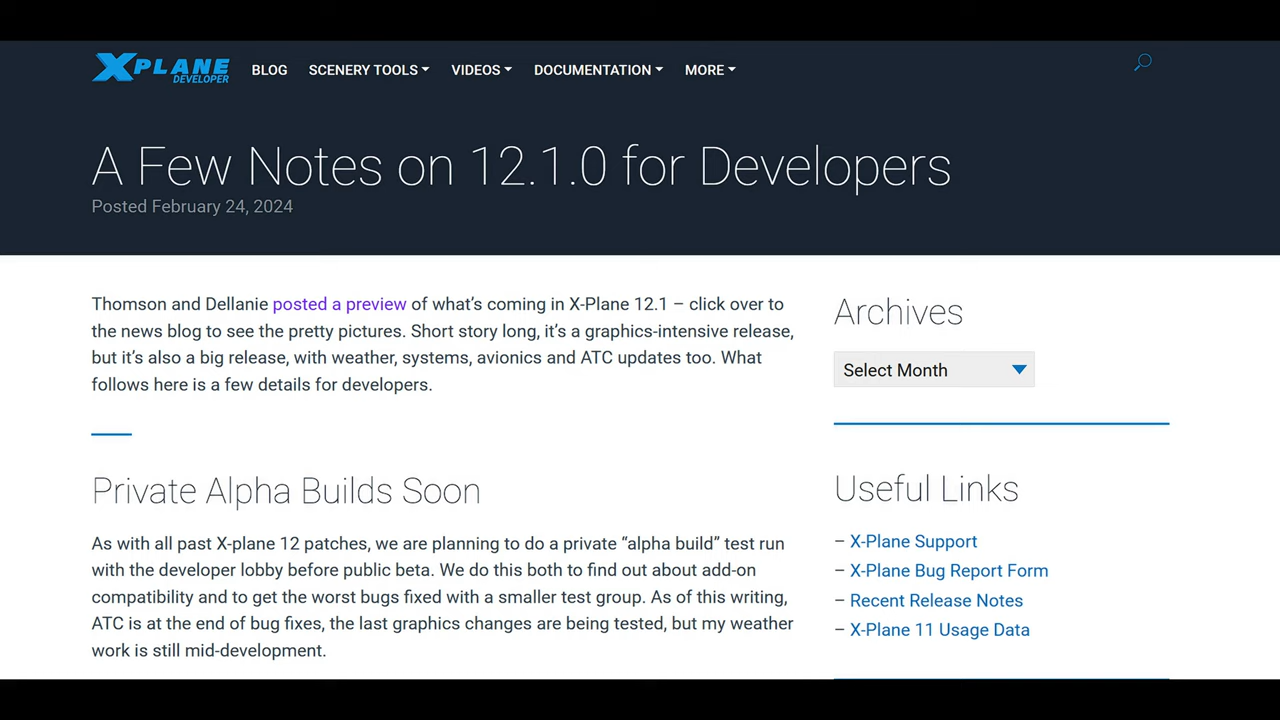 XPLANE
DEVELOPER
BLOG SCENERY TOOLS VIDEOS DOCUMENTATION MORE
A Few Notes on 12.1.0 for Developers
Posted February 24, 2024
Thomson and Dellanie posted a preview of what’s coming in X-Plane 12.1 – click over to
the news blog to see the pretty pictures. Short story long, it’s a graphics-intensive release,
but it’s also a big release, with weather, systems, avionics and ATC updates too. What
follows here is a few details for developers.
Private Alpha Builds Soon
As with all past X-plane 12 patches, we are planning to do a private “alpha build” test run
with the developer lobby before public beta. We do this both to find out about add-on
compatibility and to get the worst bugs fixed with a smaller test group. As of this writing,
ATC is at the end of bug fixes, the last graphics changes are being tested, but my weather
work is still mid-development.
Archives
Select Month
Useful Links
– X-Plane Support
– X-Plane Bug Report Form
– Recent Release Notes
– X-Plane 11 Usage Data